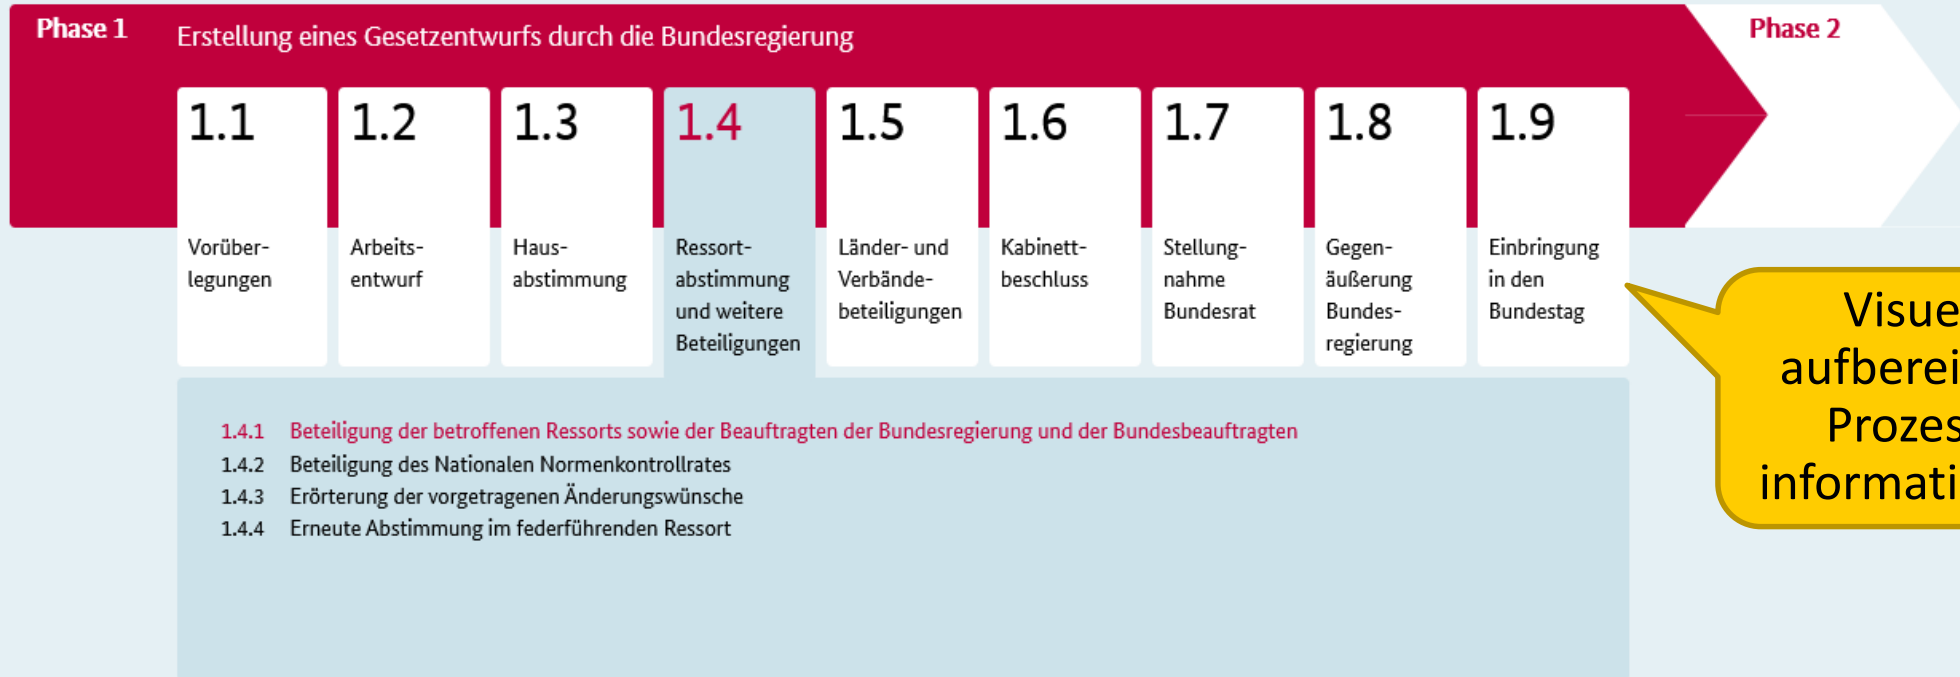 Phase 1
Erstellung eines Gesetzentwurfs durch die Bundesregierung
Phase 2
1.1
Vorüber-
legungen
1.2
Arbeits-
entwurf
1.3
Haus-
abstimmung
1.4
Ressort-
abstimmung
und weitere
Beteiligungen
1.5
Länder- und
Verbände-
beteiligungen
1.6
Kabinett-
beschluss
1.7
Stellung-
nahme
Bundesrat
1.8
Gegen-
äußerung
Bundes-
regierung
1.9
Einbringung
in den
Bundestag
1.4.1 Beteiligung der betroffenen Ressorts sowie der Beauftragten der Bundesregierung und der Bundesbeauftragten
1.4.2 Beteiligung des Nationalen Normenkontrollrates
1.4.3 Erörterung der vorgetragenen Änderungswünsche
1.4.4 Erneute Abstimmung im federführenden Ressort